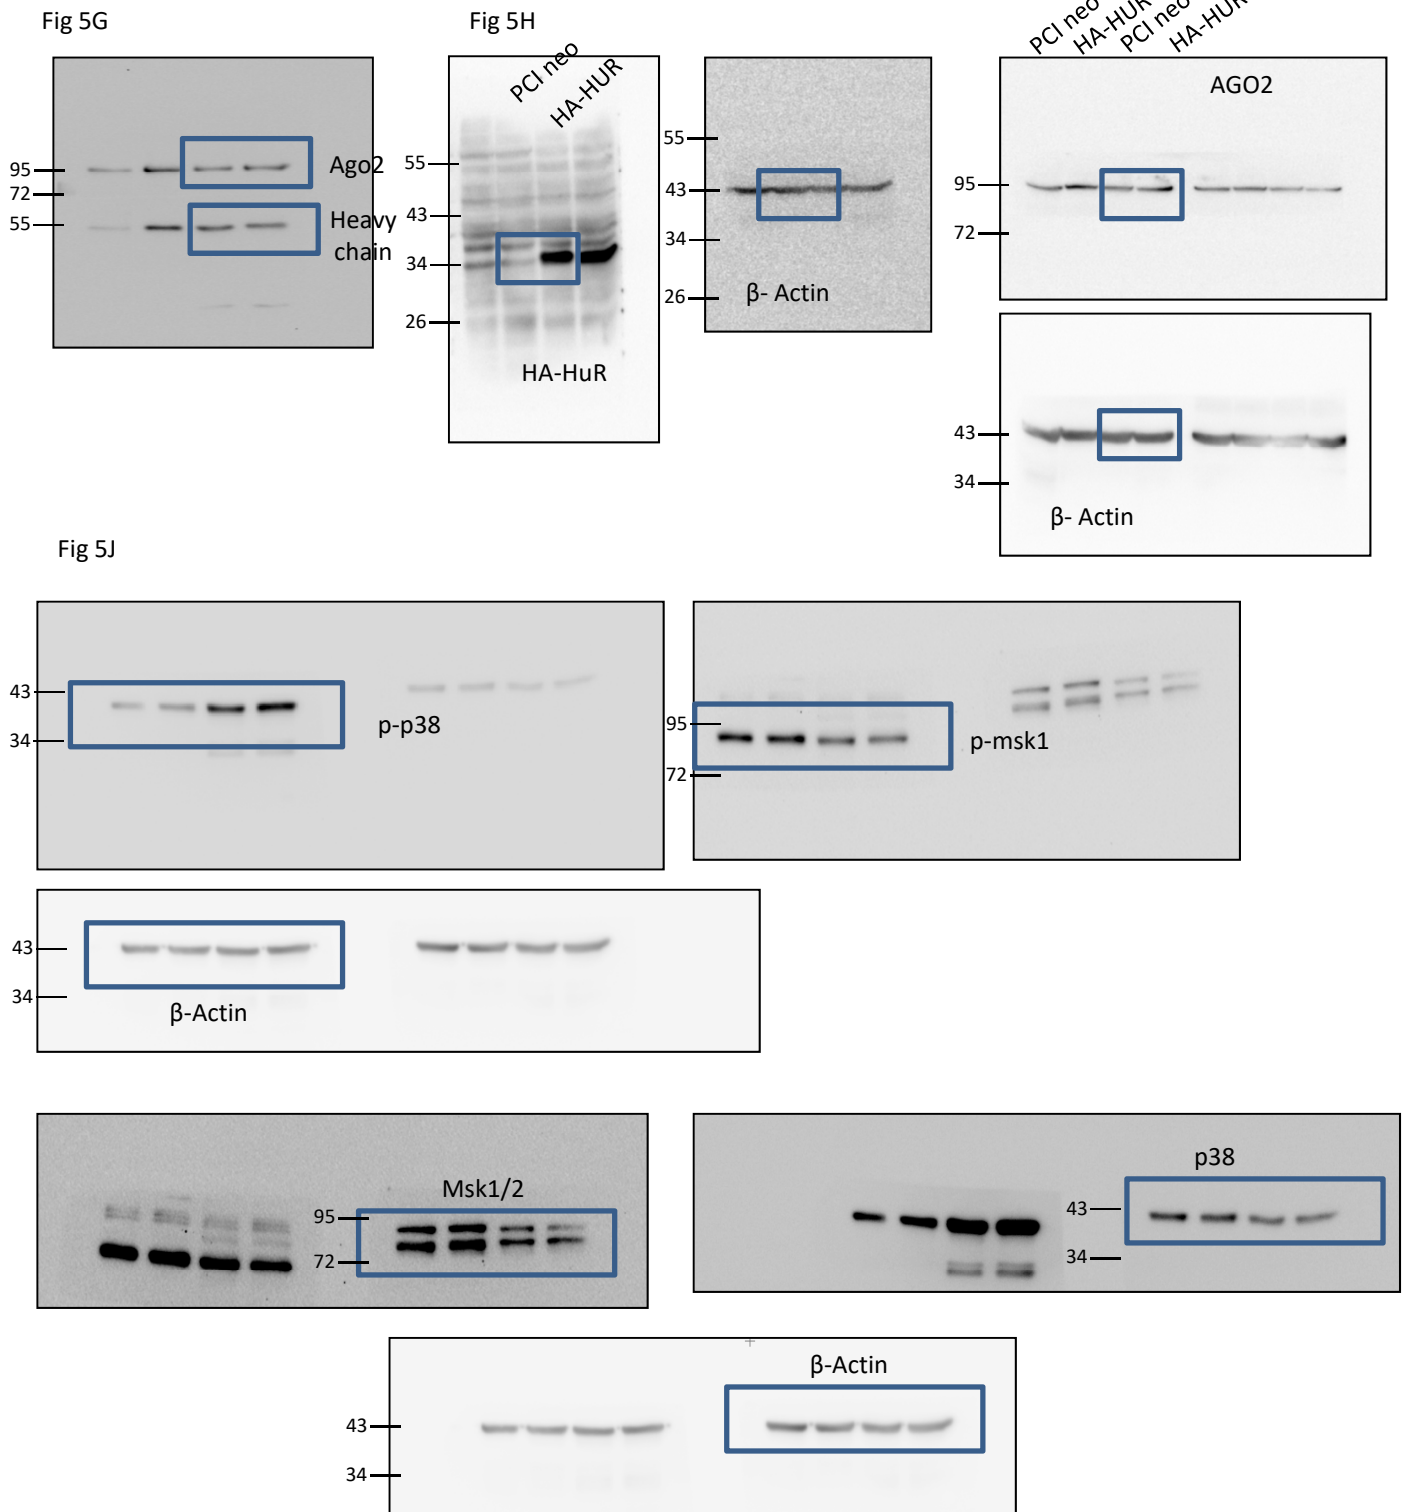 Fig 5G
95
72
55
Ago2
Heavy
chain
Fig 5H
PCI neo
HA-HUR
55
43
34
26
HA-HuR
55
43
34
26
β- Actin
PCI neo
HA-HUR
PCI neo
HA-HUR
AGO2
95
72
43
34
β- Actin
Fig 5J
43
34
p-p38
95
72
p-msk1
43
34
β-Actin
Msk1/2
95
72
p38
43
34
β-Actin
43
34